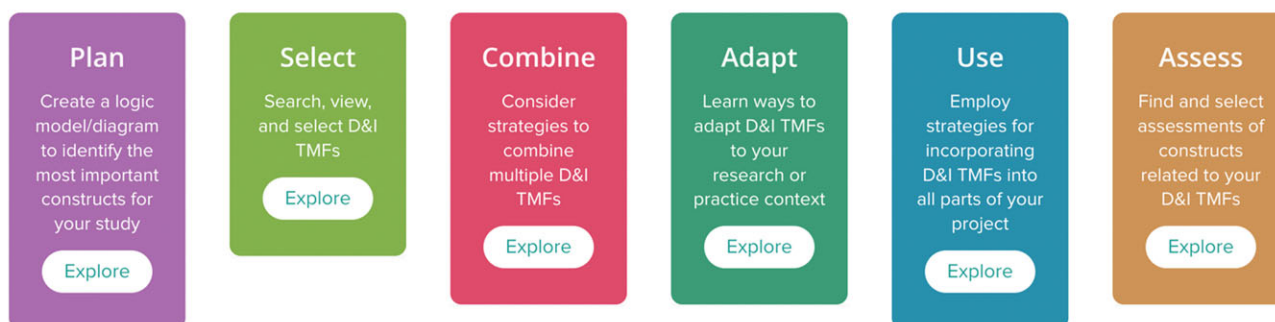 Plan
Create a logic
model/diagram
to identify the
most important
constructs for
your study
Explore
Select
Search, view,
and select D&I
TMFs
Explore
Combine
Consider
strategies to
combine
multiple D&I
TMFs
Explore
Adapt
Learn ways to
adapt D&I TMFs
to your
research or
practice context
Explore
Use
Employ
strategies for
incorporating
D&I TMFs into
all parts of your
project
Explore
Assess
Find and select
assessments of
constructs
related to your
D&I TMFs
Explore